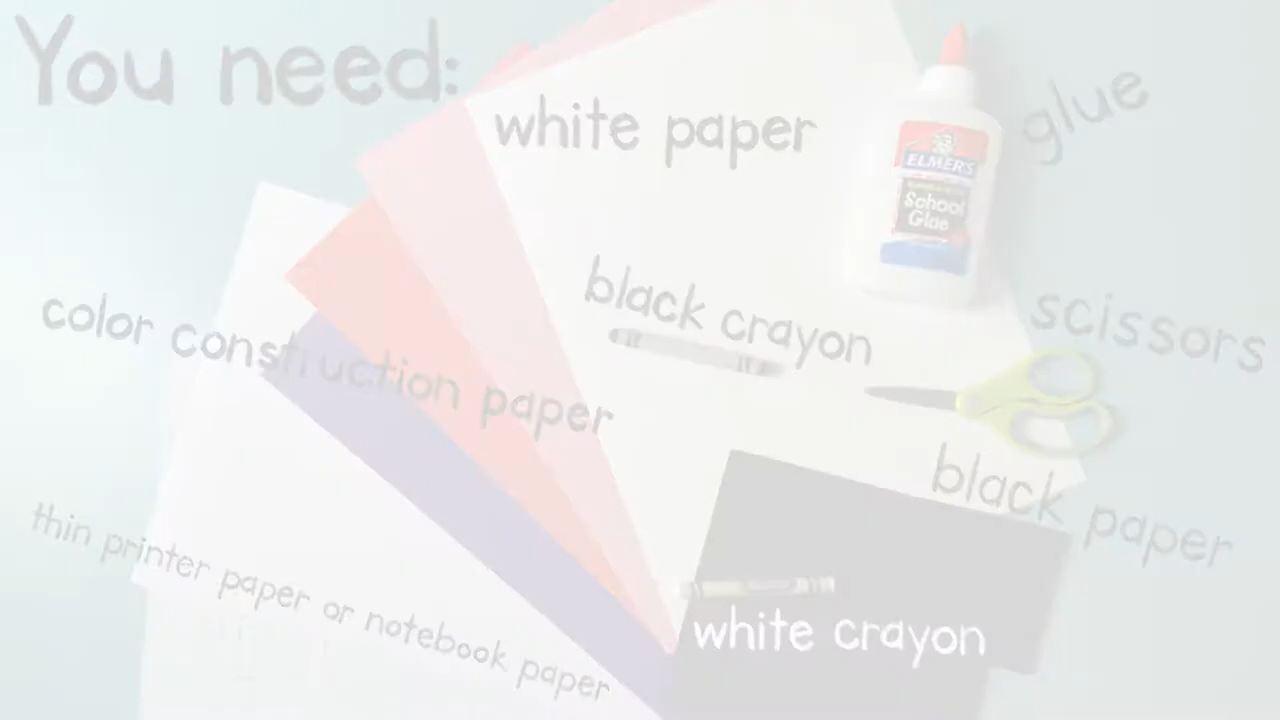 You need:
white paper
glue
ELMER'S
School
Glue
black crayon
scissors
color construction paper
black paper
thin printer paper or notebook paper
white crayon